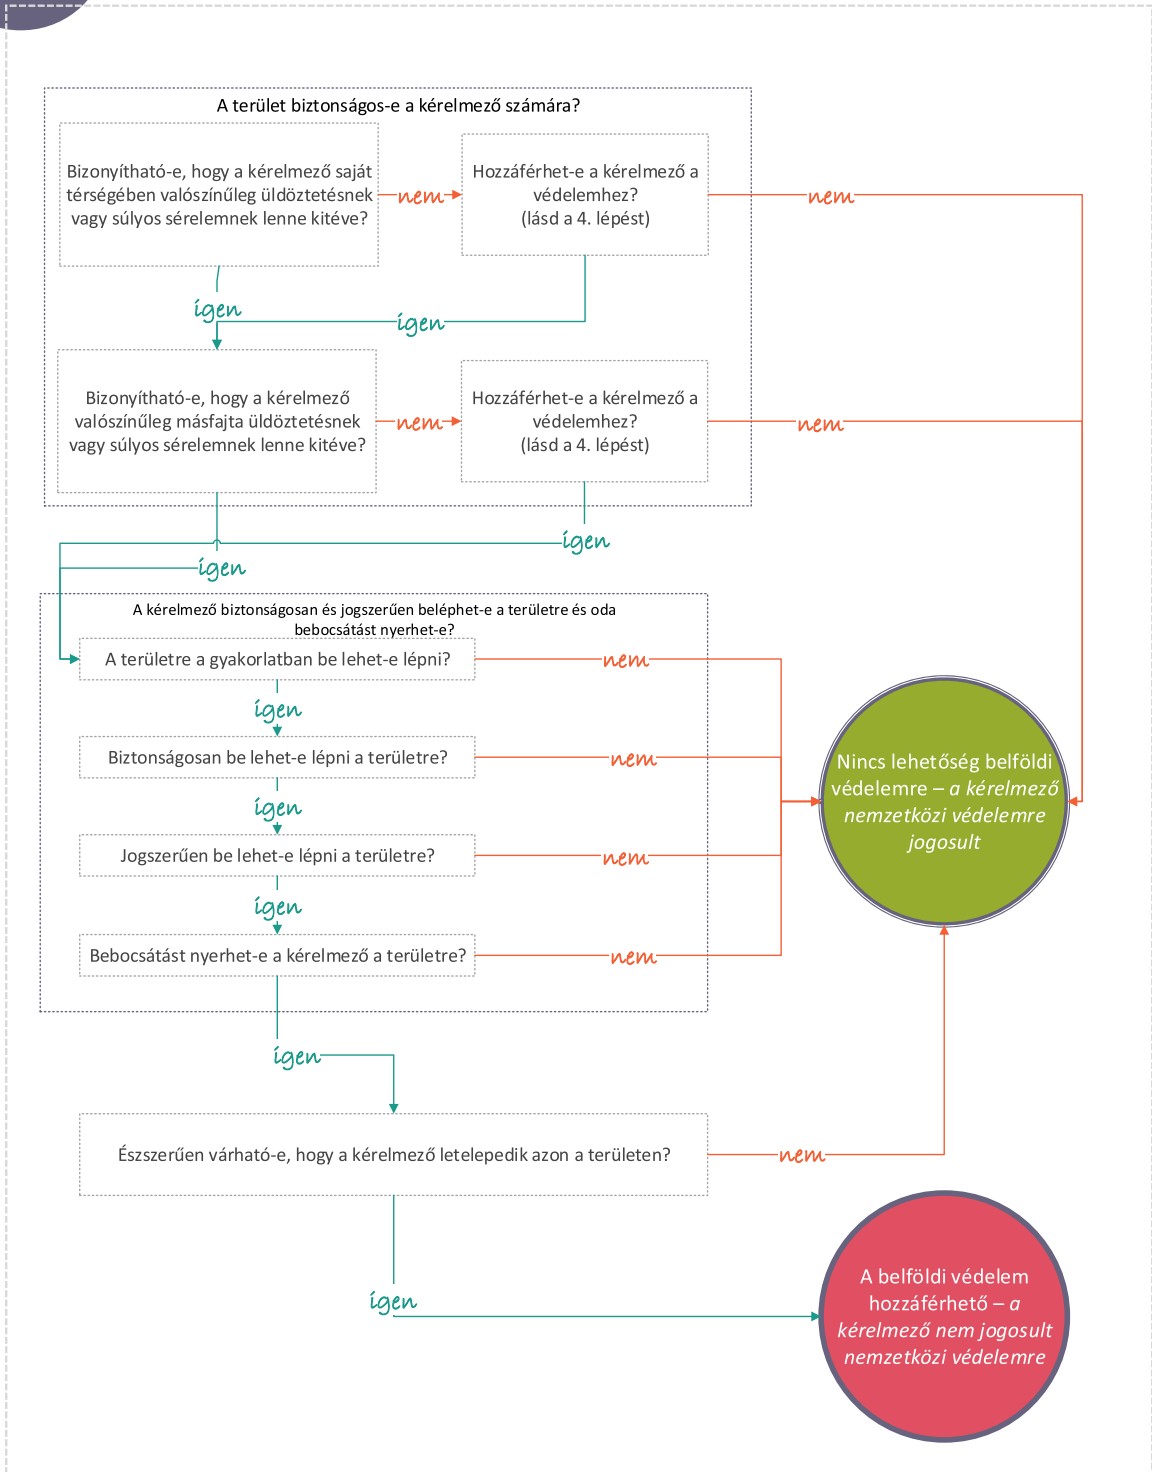 A terület biztonságos-e a kérelmező számára?
Bizonyítható-e, hogy a kérelmező saját
térségében valószínűleg üldöztetésnek
vagy súlyos sérelemnek lenne kitéve?
nem
Hozzáférhet-e a kérelmező a
védelemhez?
(lásd a 4. lépést)
nem
igen
igen
Bizonyítható-e, hogy a kérelmező
valószínűleg másfajta üldöztetésnek
vagy súlyos sérelemnek lenne kitéve?
nem
Hozzáférhet-e a kérelmező a
védelemhez?
(lásd a 4. lépést)
nem
igen
igen
A kérelmező biztonságosan és jogszerűen beléphet-e a területre és oda
bebocsátást nyerhet-e?
A területre a gyakorlatban be lehet-e lépni?
nem
igen
Biztonságosan be lehet-e lépni a területre?
nem
igen
Jogszerűen be lehet-e lépni a területre?
nem
igen
Bebocsátást nyerhet-e a kérelmező a területre?
nem
Nincs lehetőség belföldi
védelemre – a kérelmező
nemzetközi védelemre
jogosult
igen
Észszerűen várható-e, hogy a kérelmező letelepedik azon a területen?
nem
igen
A belföldi védelem
hozzáférhető – a
kérelmező nem jogosult
nemzetközi védelemre